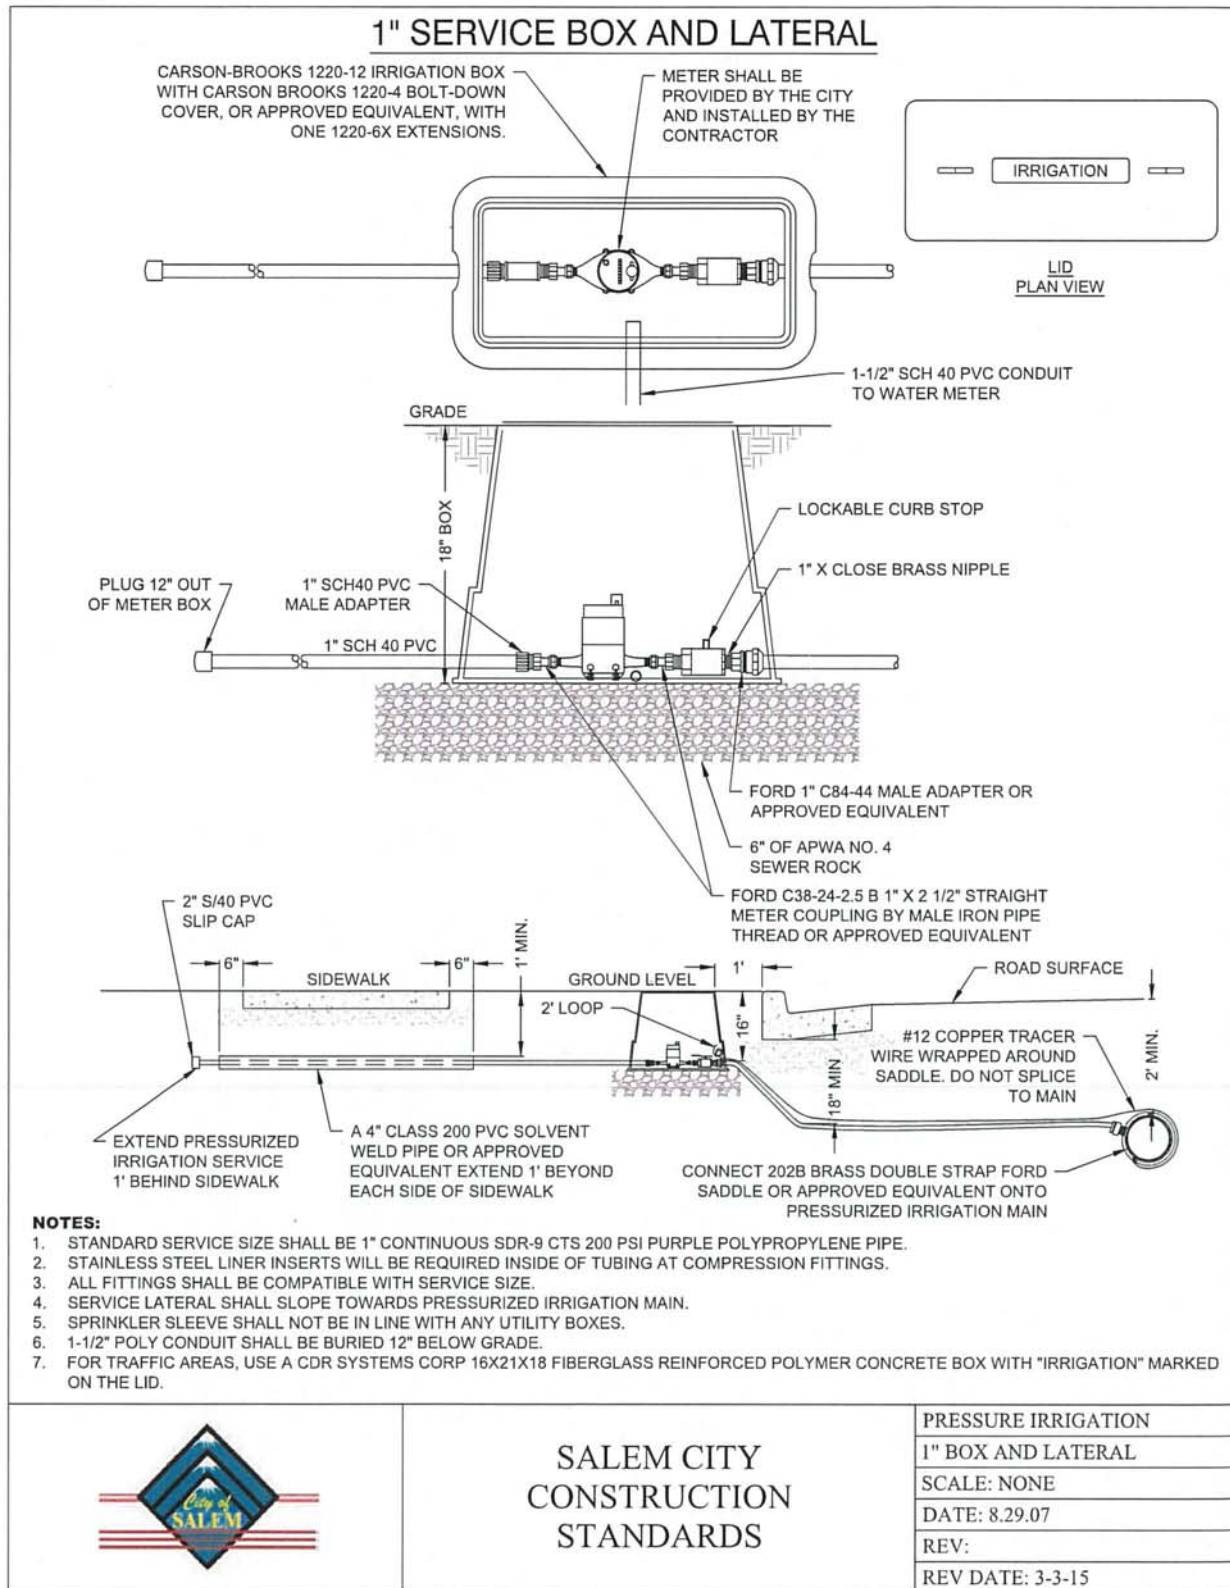 1" SERVICE BOX AND LATERAL
CARSON-BROOKS 1220-12 IRRIGATION BOX
WITH CARSON BROOKS 1220-4 BOLT-DOWN
COVER, OR APPROVED EQUIVALENT, WITH
ONE 1220-6X EXTENSIONS.
METER SHALL BE
PROVIDED BY THE CITY
AND INSTALLED BY THE
CONTRACTOR
IRRIGATION
LID
PLAN VIEW
1-1/2" SCH 40 PVC CONDUIT
TO WATER METER
GRADE
18" BOX
LOCKABLE CURB STOP
1" X CLOSE BRASS NIPPLE
PLUG 12" OUT
OF METER BOX
1" SCH40 PVC
MALE ADAPTER
1" SCH 40 PVC
FORD 1" C84-44 MALE ADAPTER OR
APPROVED EQUIVALENT
6" OF APWA NO. 4
SEWER ROCK
FORD C38-24-2.5 B 1" X 2 1/2" STRAIGHT
METER COUPLING BY MALE IRON PIPE
THREAD OR APPROVED EQUIVALENT
2" S/40 PVC
SLIP CAP
6"
SIDEWALK
6"
1' MIN.
GROUND LEVEL
1'
ROAD SURFACE
2' LOOP
16"
18" MIN
#12 COPPER TRACER
WIRE WRAPPED AROUND
SADDLE. DO NOT SPLICE
TO MAIN
2' MIN.
EXTEND PRESSURIZED
IRRIGATION SERVICE
1' BEHIND SIDEWALK
A 4" CLASS 200 PVC SOLVENT
WELD PIPE OR APPROVED
EQUIVALENT EXTEND 1' BEYOND
EACH SIDE OF SIDEWALK
CONNECT 202B BRASS DOUBLE STRAP FORD
SADDLE OR APPROVED EQUIVALENT ONTO
PRESSURIZED IRRIGATION MAIN
NOTES:
1. STANDARD SERVICE SIZE SHALL BE 1" CONTINUOUS SDR-9 CTS 200 PSI PURPLE POLYPROPYLENE PIPE.
2. STAINLESS STEEL LINER INSERTS WILL BE REQUIRED INSIDE OF TUBING AT COMPRESSION FITTINGS.
3. ALL FITTINGS SHALL BE COMPATIBLE WITH SERVICE SIZE.
4. SERVICE LATERAL SHALL SLOPE TOWARDS PRESSURIZED IRRIGATION MAIN.
5. SPRINKLER SLEEVE SHALL NOT BE IN LINE WITH ANY UTILITY BOXES.
6. 1-1/2" POLY CONDUIT SHALL BE BURIED 12" BELOW GRADE.
7. FOR TRAFFIC AREAS, USE A CDR SYSTEMS CORP 16X21X18 FIBERGLASS REINFORCED POLYMER CONCRETE BOX WITH "IRRIGATION" MARKED
ON THE LID.
City of
SALEM
SALEM CITY
CONSTRUCTION
STANDARDS
PRESSURE IRRIGATION
1" BOX AND LATERAL
SCALE: NONE
DATE: 8.29.07
REV:
REV DATE: 3-3-15